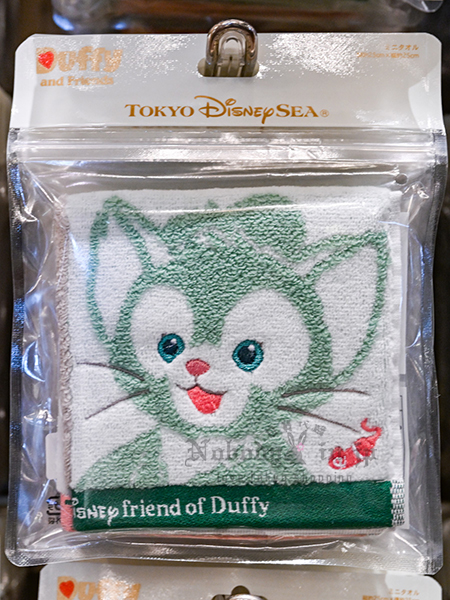 Duffy
and Friends
ミニタオル
TOKYO DISNEYSEA®
DISNEY friend of Duffy